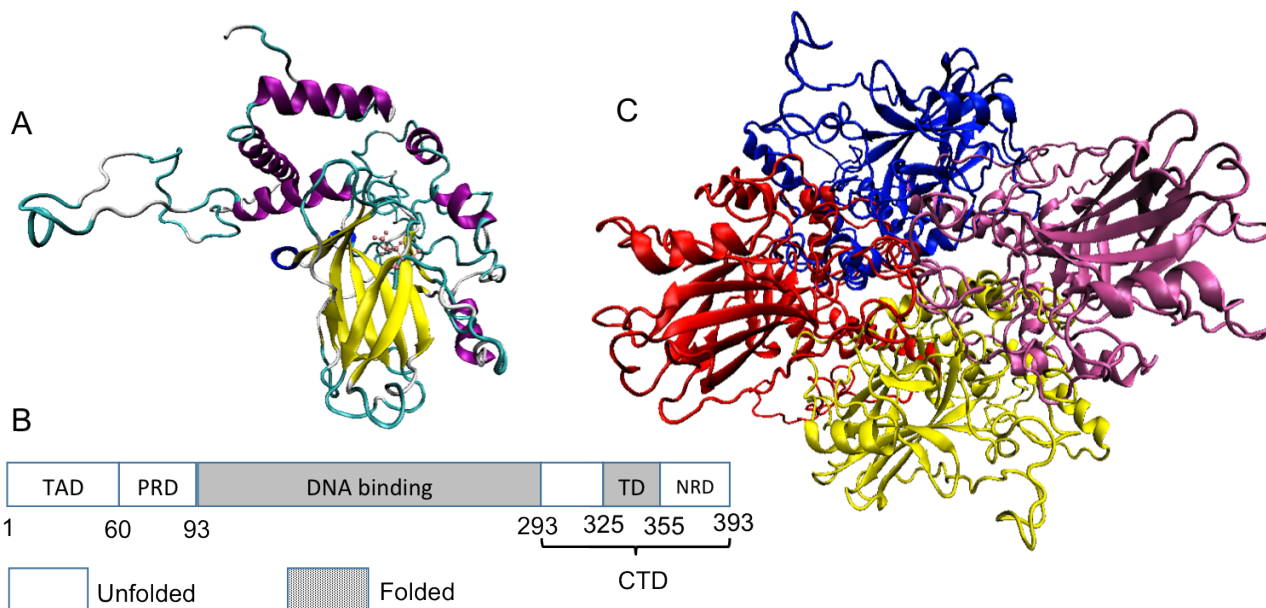 A
C
B
TAD PRD DNA binding TD NRD
1 60 93 293 325 355 393
CTD
Unfolded Folded